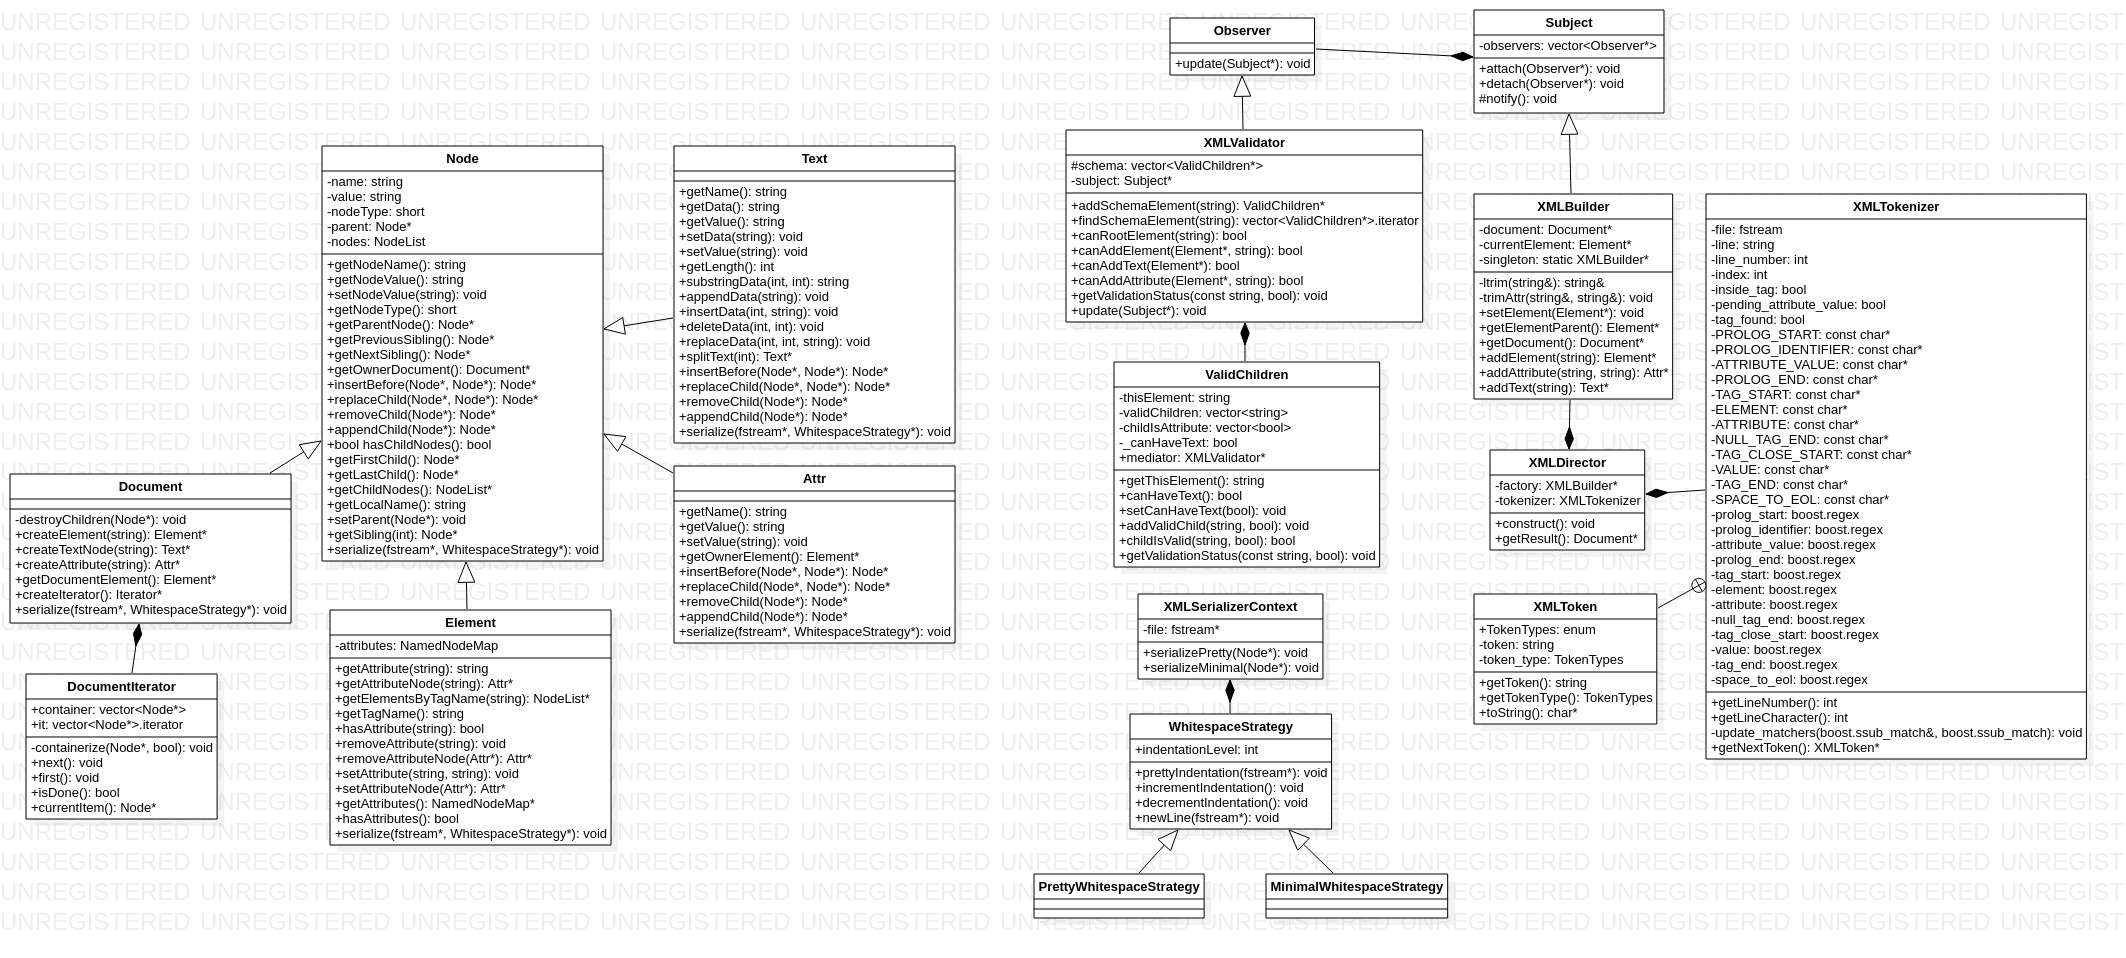 Observer
+update(Subject*): void
Subject
-observers: vector<Observer*>
+attach(Observer*): void
+detach(Observer*): void
#notify(): void
Node
-name: string
-value: string
-nodeType: short
-parent: Node*
-nodes: NodeList
+getNodeName(): string
+getNodeValue(): string
+setNodeValue(string): void
+getNodeType(): short
+getParentNode(): Node*
+getPreviousSibling(): Node*
+getNextSibling(): Node*
+getOwnerDocument(): Document*
+insertBefore(Node*, Node*): Node*
+replaceChild(Node*, Node*): Node*
+removeChild(Node*): Node*
+appendChild(Node*): Node*
+bool hasChildNodes(): bool
+getFirstChild(): Node*
+getLastChild(): Node*
+getChildNodes(): NodeList*
+getLocalName(): string
+setParent(Node*): void
+getSibling(int): Node*
+serialize(fstream*, WhitespaceStrategy*): void
Text
+getName(): string
+getData(): string
+getValue(): string
+setData(string): void
+setValue(string): void
+getLength(): int
+substringData(int, int): string
+appendData(string): void
+insertData(int, string): void
+deleteData(int, int): void
+replaceData(int, int, string): void
+splitText(int): Text*
+insertBefore(Node*, Node*): Node*
+replaceChild(Node*, Node*): Node*
+removeChild(Node*): Node*
+appendChild(Node*): Node*
+serialize(fstream*, WhitespaceStrategy*): void
Attr
+getName(): string
+getValue(): string
+setValue(string): void
+getOwnerElement(): Element*
+insertBefore(Node*, Node*): Node*
+replaceChild(Node*, Node*): Node*
+removeChild(Node*): Node*
+appendChild(Node*): Node*
+serialize(fstream*, WhitespaceStrategy*): void
Document
-destroyChildren(Node*): void
+createElement(string): Element*
+createTextNode(string): Text*
+createAttribute(string): Attr*
+getDocumentElement(): Element*
+createIterator(): Iterator*
+serialize(fstream*, WhitespaceStrategy*): void
DocumentIterator
+container: vector<Node*>
+it: vector<Node*>.iterator
-containerize(Node*, bool): void
+next(): void
+first(): void
+isDone(): bool
+currentItem(): Node*
Element
-attributes: NamedNodeMap
+getAttribute(string): string
+getAttributeNode(string): Attr*
+getElementsByTagName(string): NodeList*
+getTagName(): string
+hasAttribute(string): bool
+removeAttribute(string): void
+removeAttributeNode(Attr*): Attr*
+setAttribute(string, string): void
+setAttributeNode(Attr*): Attr*
+getAttributes(): NamedNodeMap*
+hasAttributes(): bool
+serialize(fstream*, WhitespaceStrategy*): void
XMLValidator
#schema: vector<ValidChildren*>
-subject: Subject*
+addSchemaElement(string): ValidChildren*
+findSchemaElement(string): vector<ValidChildren*>.iterator
+canRootElement(string): bool
+canAddElement(Element*, string): bool
+canAddText(Element*): bool
+canAddAttribute(Element*, string): bool
+getValidationStatus(const string, bool): void
+update(Subject*): void
ValidChildren
-thisElement: string
-validChildren: vector<string>
-childIsAttribute: vector<bool>
-_canHaveText: bool
+mediator: XMLValidator*
+getThisElement(): string
+canHaveText(): bool
+setCanHaveText(bool): void
+addValidChild(string, bool): void
+childIsValid(string, bool): bool
+getValidationStatus(const string, bool): void
XMLSerializerContext
-file: fstream*
+serializePretty(Node*): void
+serializeMinimal(Node*): void
WhitespaceStrategy
+indentationLevel: int
+prettyIndentation(fstream*): void
+incrementIndentation(): void
+decrementIndentation(): void
+newLine(fstream*): void
PrettyWhitespaceStrategy
MinimalWhitespaceStrategy
XMLBuilder
-document: Document*
-currentElement: Element*
-singleton: static XMLBuilder*
-ltrim(string&): string&
-trimAttr(string&, string&): void
+setElement(Element*): void
+getElementParent(): Element*
+getDocument(): Document*
+addElement(string): Element*
+addAttribute(string, string): Attr*
+addText(string): Text*
XMLDirector
-factory: XMLBuilder*
-tokenizer: XMLTokenizer
+construct(): void
+getResult(): Document*
XMLToken
+TokenTypes: enum
-token: string
-token_type: TokenTypes
+getToken(): string
+getTokenType(): TokenTypes
+toString(): char*
XMLTokenizer
-file: fstream
-line: string
-line_number: int
-index: int
-inside_tag: bool
-pending_attribute_value: bool
-tag_found: bool
-PROLOG_START: const char*
-PROLOG_IDENTIFIER: const char*
-ATTRIBUTE_VALUE: const char*
-PROLOG_END: const char*
-TAG_START: const char*
-ELEMENT: const char*
-ATTRIBUTE: const char*
-NULL_TAG_END: const char*
-TAG_CLOSE_START: const char*
-VALUE: const char*
-TAG_END: const char*
-SPACE_TO_EOL: const char*
-prolog_start: boost.regex
-prolog_identifier: boost.regex
-attribute_value: boost.regex
-prolog_end: boost.regex
-tag_start: boost.regex
-element: boost.regex
-attribute: boost.regex
-null_tag_end: boost.regex
-tag_close_start: boost.regex
-value: boost.regex
-tag_end: boost.regex
-space_to_eol: boost.regex
+getLineNumber(): int
+getLineCharacter(): int
-update_matchers(boost.ssub_match&, boost.ssub_match): void
+getNextToken(): XMLToken*